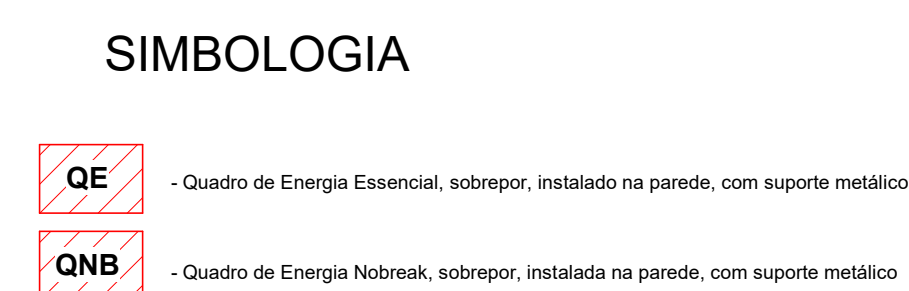 SIMBOLOGIA
QE - Quadro de Energia Essencial, sobrepor, instalado na parede, com suporte metálico
QNB - Quadro de Energia Nobreak, sobrepor, instalada na parede, com suporte metálico